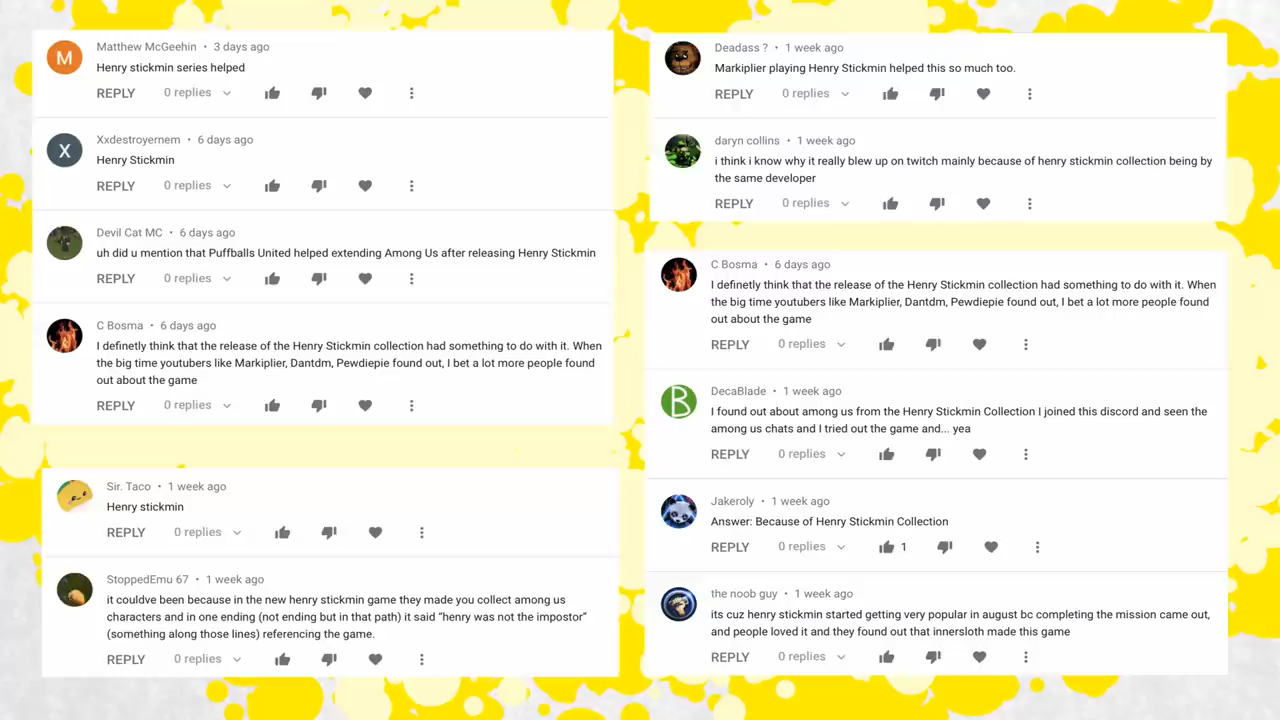 Matthew McGeehin • 3 days ago
Henry stickmin series helped
REPLY 0 replies
Xxdestroyernem • 6 days ago
Henry Stickmin
REPLY 0 replies
Devil Cat MC • 6 days ago
uh did u mention that Puffballs United helped extending Among Us after releasing Henry Stickmin
REPLY 0 replies
C Bosma • 6 days ago
I definetly think that the release of the Henry Stickmin collection had something to do with it. When
the big time youtubers like Markiplier, Dantdm, Pewdiepie found out, I bet a lot more people found
out about the game
REPLY 0 replies
Sir. Taco • 1 week ago
Henry stickmin
REPLY 0 replies
StoppedEmu 67 • 1 week ago
it couldve been because in the new henry stickmin game they made you collect among us
characters and in one ending (not ending but in that path) it said “henry was not the impostor”
(something along those lines) referencing the game.
REPLY 0 replies
Deadass ? • 1 week ago
Markiplier playing Henry Stickmin helped this so much too.
REPLY 0 replies
daryn collins • 1 week ago
i think i know why it really blew up on twitch mainly because of henry stickmin collection being by
the same developer
REPLY 0 replies
C Bosma • 6 days ago
I definetly think that the release of the Henry Stickmin collection had something to do with it. When
the big time youtubers like Markiplier, Dantdm, Pewdiepie found out, I bet a lot more people found
out about the game
REPLY 0 replies
DecaBlade • 1 week ago
I found out about among us from the Henry Stickmin Collection I joined this discord and seen the
among us chats and I tried out the game and... yea
REPLY 0 replies
Jakeroly • 1 week ago
Answer: Because of Henry Stickmin Collection
REPLY 0 replies 1
the noob guy • 1 week ago
its cuz henry stickmin started getting very popular in august bc completing the mission came out,
and people loved it and they found out that innersloth made this game
REPLY 0 replies
M
X
B